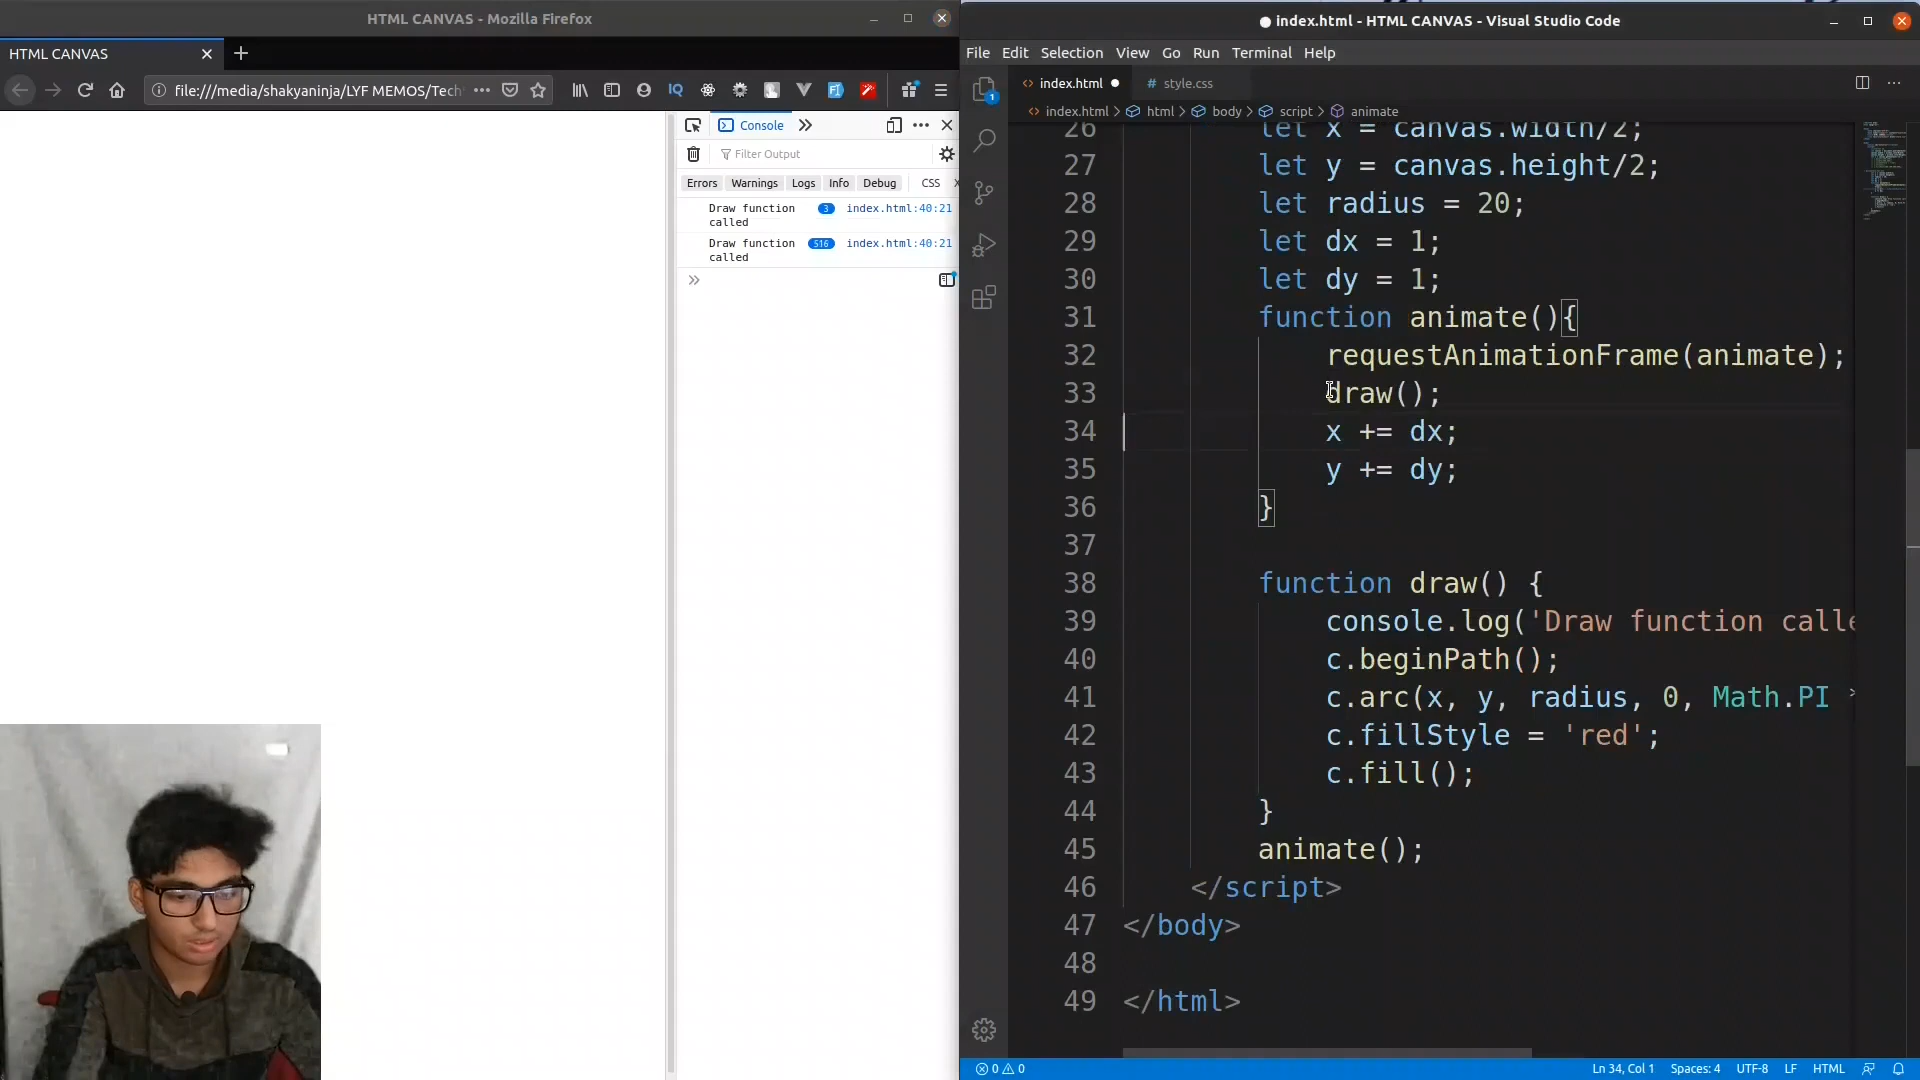 HTML CANVAS - Mozilla Firefox
HTML CANVAS
file:///media/shakyaninja/LYF MEMOS/Tech
Console
Filter Output
Errors Warnings Logs Info Debug CSS X
Draw function called 3 index.html:40:21
Draw function called 516 index.html:40:21
● index.html - HTML CANVAS - Visual Studio Code
File Edit Selection View Go Run Terminal Help
index.html ● # style.css
index.html > html > body > script > animate
26 let x = canvas.width/2;
27 let y = canvas.height/2;
28 let radius = 20;
29 let dx = 1;
30 let dy = 1;
31 function animate(){
32 requestAnimationFrame(animate);
33 draw();
34 x += dx;
35 y += dy;
36 }
37
38 function draw() {
39 console.log('Draw function calle
40 c.beginPath();
41 c.arc(x, y, radius, 0, Math.PI
42 c.fillStyle = 'red';
43 c.fill();
44 }
45 animate();
46 </script>
47 </body>
48
49 </html>
1
0 0
Ln 34, Col 1 Spaces: 4 UTF-8 LF HTML